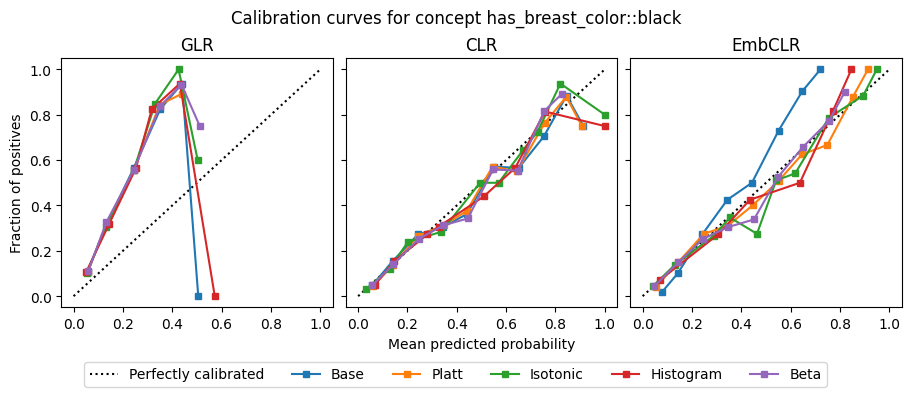 Calibration curves for concept has_breast_color::black
GLR
CLR
EmbCLR
Fraction of positives
1.0
0.8
0.6
0.4
0.2
0.0
0.0 0.2 0.4 0.6 0.8 1.0
0.0 0.2 0.4 0.6 0.8 1.0
0.0 0.2 0.4 0.6 0.8 1.0
Mean predicted probability
Perfectly calibrated Base Platt Isotonic Histogram Beta